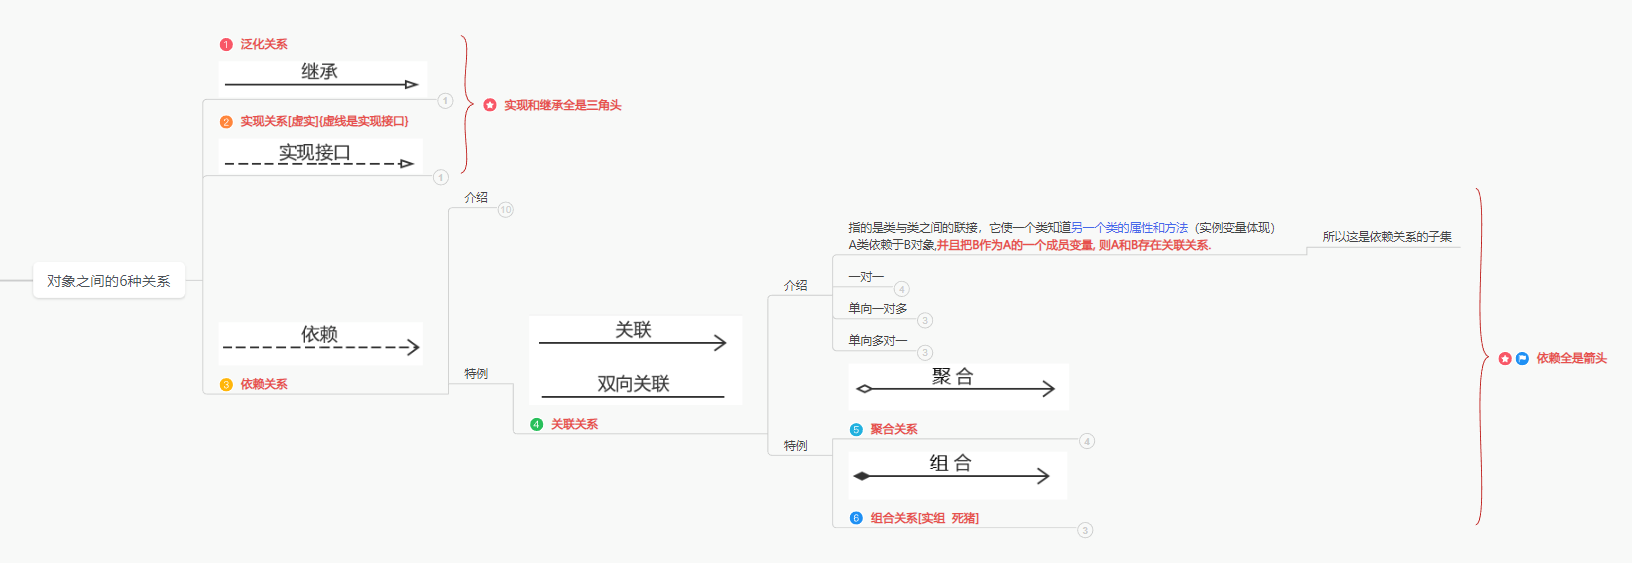 对象之间的6种关系
1 泛化关系
继承
1
2 实现关系[虚实]{虚线是实现接口}
实现接口
1
实现和继承全是三角头
依赖
3 依赖关系
介绍
10
特例
关联
双向关联
4 关联关系
介绍
指的是类与类之间的联接，它使一个类知道另一个类的属性和方法（实例变量体现）
A类依赖于B对象,并且把B作为A的一个成员变量, 则A和B存在关联关系.
所以这是依赖关系的子集
一对一
4
单向一对多
3
单向多对一
3
特例
聚 合
5 聚合关系
4
组 合
6 组合关系[实组 死猪]
3
依赖全是箭头